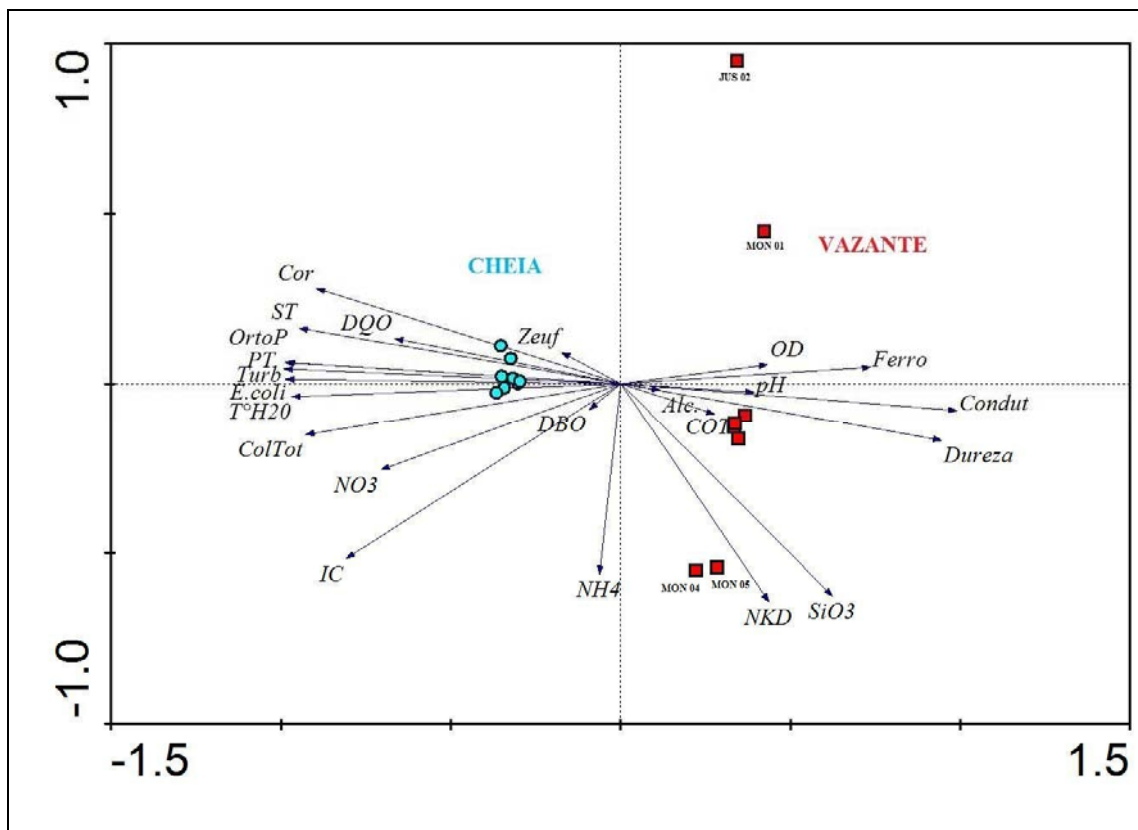 1.0
JUS 02
MON 01
VAZANTE
CHEIA
Cor
ST
DQO
Zeuf
OrtoP
OD
Ferro
PT
Turb
pH
E.coli
Alc.
Condut
T°H20
DBO
COT
ColTot
Dureza
NO3
IC
NH4
MON 04
MON 05
NKD
SiO3
-1.0
-1.5
1.5